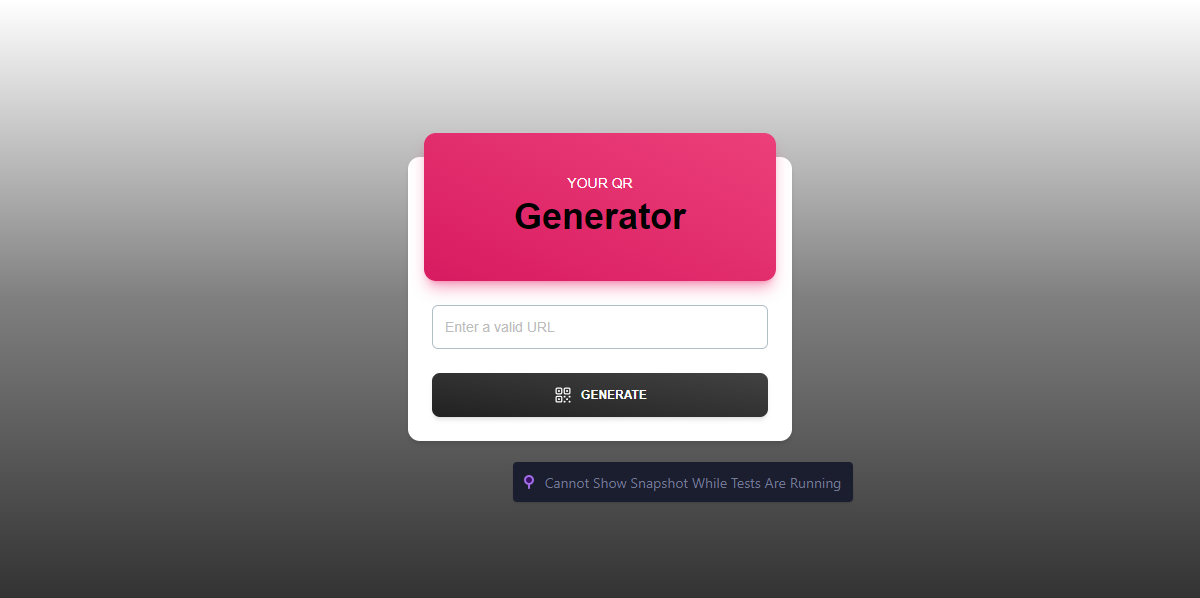 YOUR QR
Generator
Enter a valid URL
GENERATE
Cannot Show Snapshot While Tests Are Running